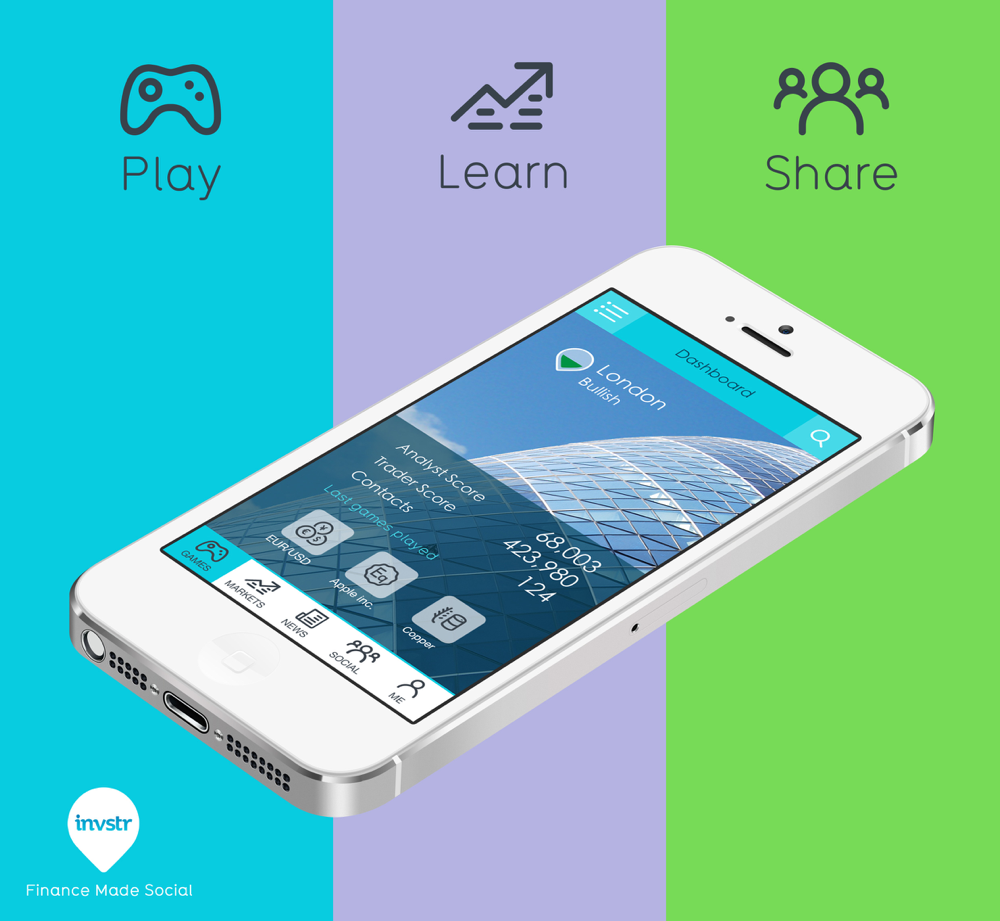 Play
Learn
Share
Dashboard
London
Bullish
Analyst Score
68,003
Trader Score
423,980
Contacts
124
Last games played
EUR/USD
Apple Inc.
Copper
GAMES
MARKETS
NEWS
SOCIAL
ME
Eq
¥
€
$
invstr
Finance Made Social